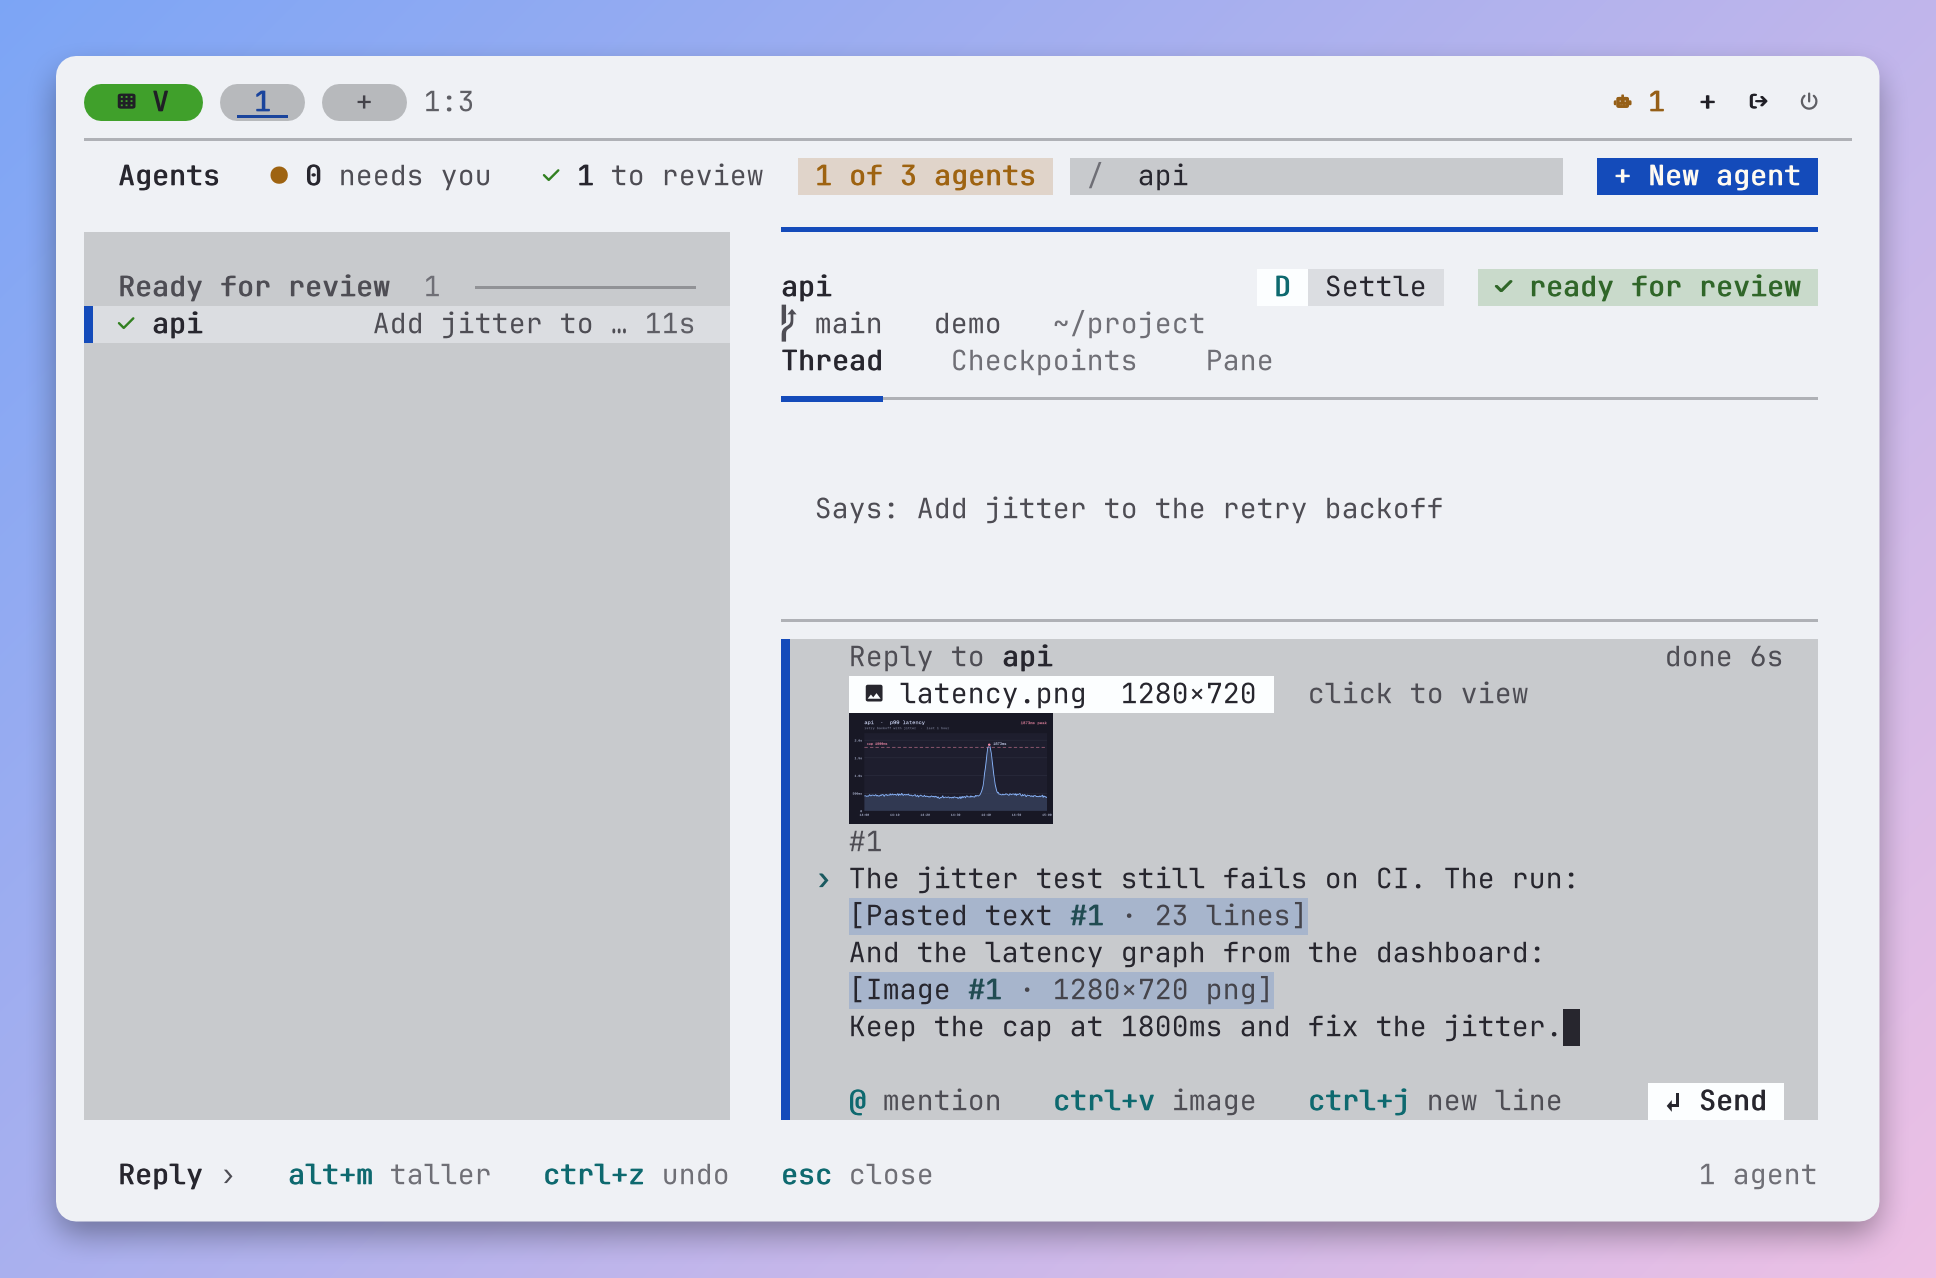 V 1 + 1:3 1 +
Agents 0 needs you ✓ 1 to review 1 of 3 agents / api + New agent
Ready for review 1
✓ api Add jitter to … 11s
api D Settle ✓ ready for review
main demo ~/project
Thread Checkpoints Pane
Says: Add jitter to the retry backoff
Reply to api done 6s
latency.png 1280×720 click to view
api · p99 latency
#1
› The jitter test still fails on CI. The run:
[Pasted text #1 · 23 lines]
And the latency graph from the dashboard:
[Image #1 · 1280×720 png]
Keep the cap at 1800ms and fix the jitter.
@ mention ctrl+v image ctrl+j new line ↲ Send
Reply › alt+m taller ctrl+z undo esc close 1 agent